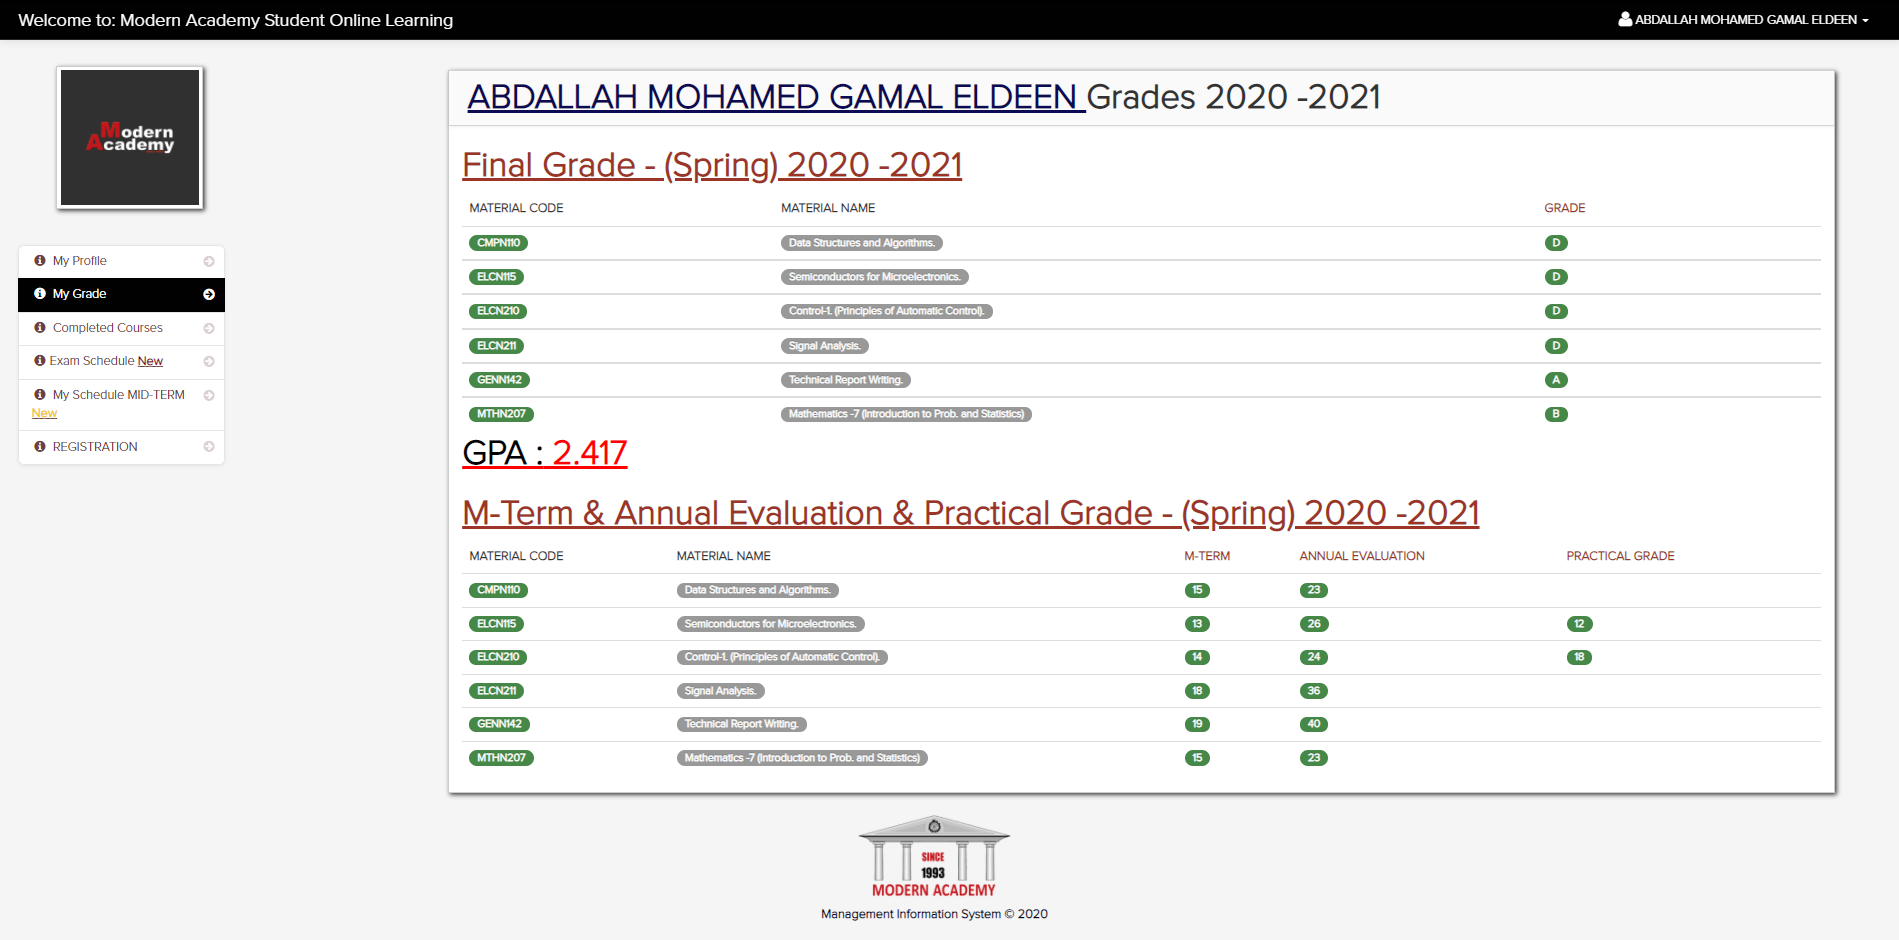 Welcome to: Modern Academy Student Online Learning
ABDALLAH MOHAMED GAMAL ELDEEN
Modern
Academy
My Profile
My Grade
Completed Courses
Exam Schedule New
My Schedule MID-TERM
New
REGISTRATION
ABDALLAH MOHAMED GAMAL ELDEEN Grades 2020 -2021
Final Grade - (Spring) 2020 -2021
MATERIAL CODE MATERIAL NAME GRADE
CMPN110 Data Structures and Algorithms. D
ELCN115 Semiconductors for Microelectronics. D
ELCN210 Control-1. (Principles of Automatic Control). D
ELCN211 Signal Analysis. D
GENN142 Technical Report Writing. A
MTHN207 Mathematics -7 (Introduction to Prob. and Statistics) B
GPA : 2.417
M-Term & Annual Evaluation & Practical Grade - (Spring) 2020 -2021
MATERIAL CODE MATERIAL NAME M-TERM ANNUAL EVALUATION PRACTICAL GRADE
CMPN110 Data Structures and Algorithms. 15 23
ELCN115 Semiconductors for Microelectronics. 13 26 12
ELCN210 Control-1. (Principles of Automatic Control). 14 24 18
ELCN211 Signal Analysis. 18 36
GENN142 Technical Report Writing. 19 40
MTHN207 Mathematics -7 (Introduction to Prob. and Statistics) 15 23
SINCE
1993
MODERN ACADEMY
Management Information System © 2020